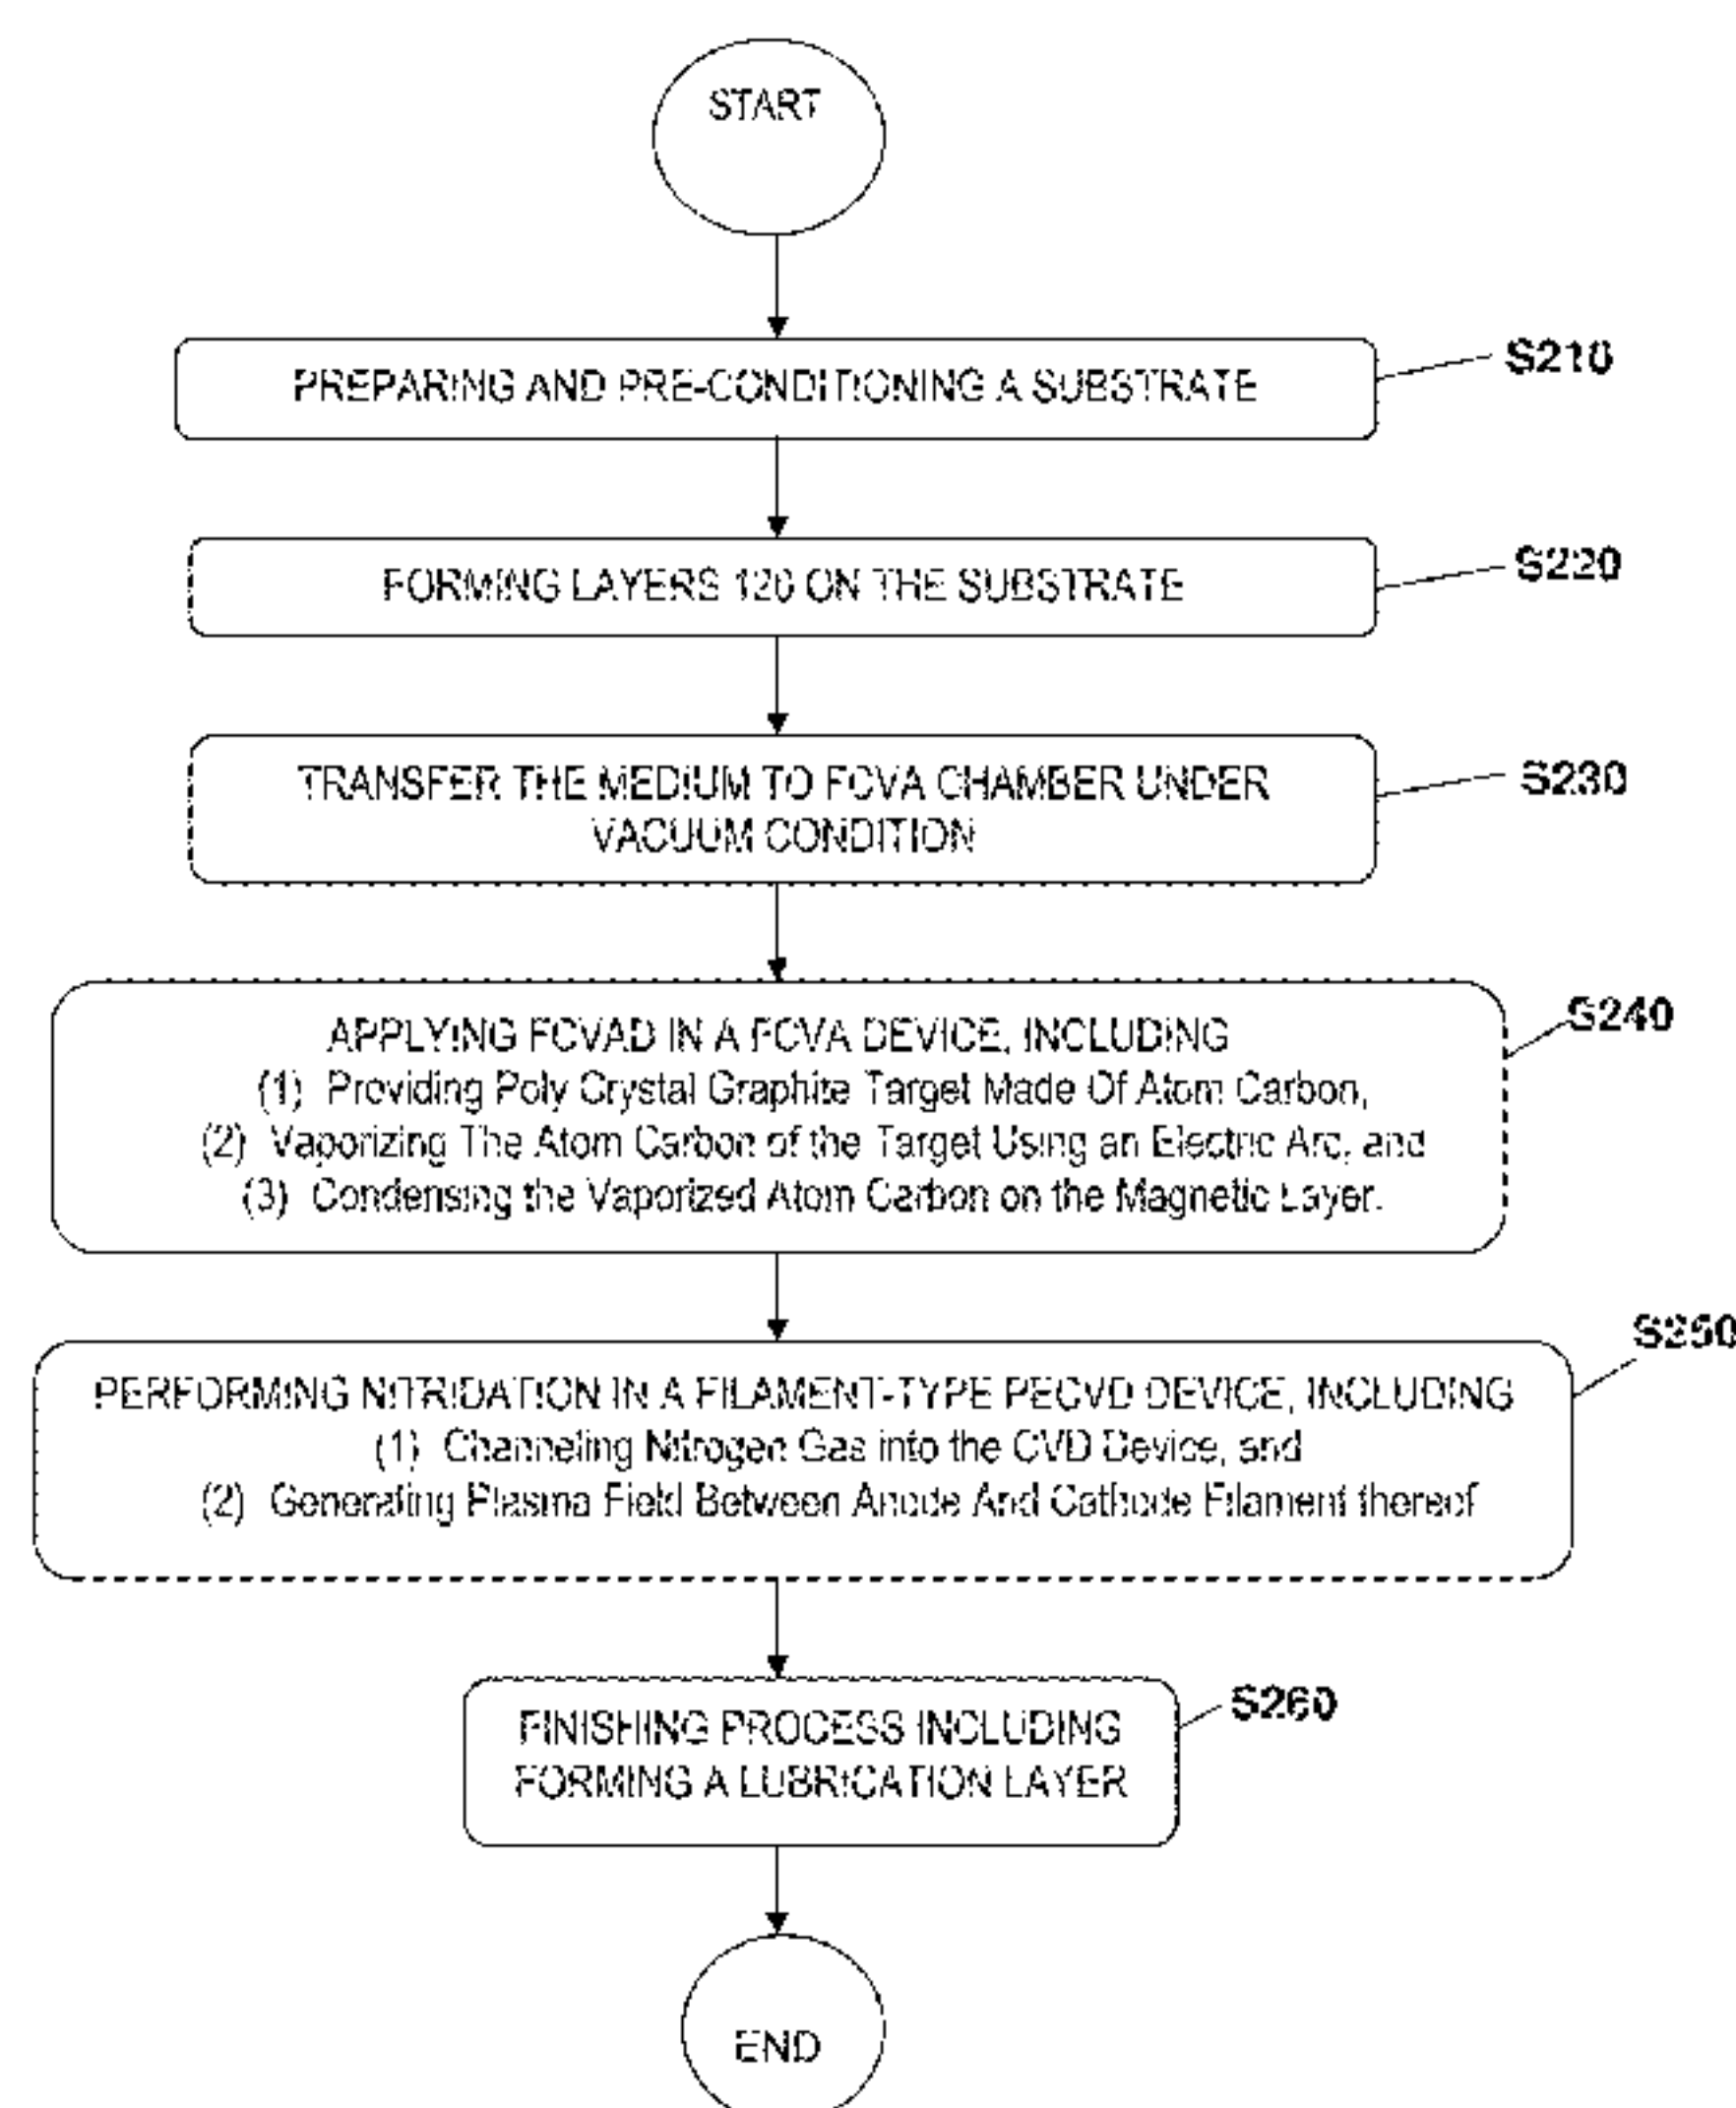 START
PREPARING AND PRE-CONDITIONING A SUBSTRATE
S210
FORMING LAYERS 126 ON THE SUBSTRATE
S220
TRANSFER THE MEDIUM TO FCVA CHAMBER UNDER
VACUUM CONDITION
S230
APPLYING FCVAD IN A FCVA DEVICE, INCLUDING
(1) Providing Poly Crystal Graphite Target Made Of Atom Carbon,
(2) Vaporizing The Atom Carbon of the Target Using an Electric Arc, and
(3) Condensing the Vaporized Atom Carbon on the Magnetic Layer.
S240
PERFORMING NITRIDATION IN A FILAMENT-TYPE PECVD DEVICE, INCLUDING
(1) Channeling Nitrogen Gas into the CVD Device, and
(2) Generating Plasma Field Between Anode And Cathode Filament thereof
S250
FINISHING PROCESS INCLUDING
FORMING A LUBRICATION LAYER
S260
END